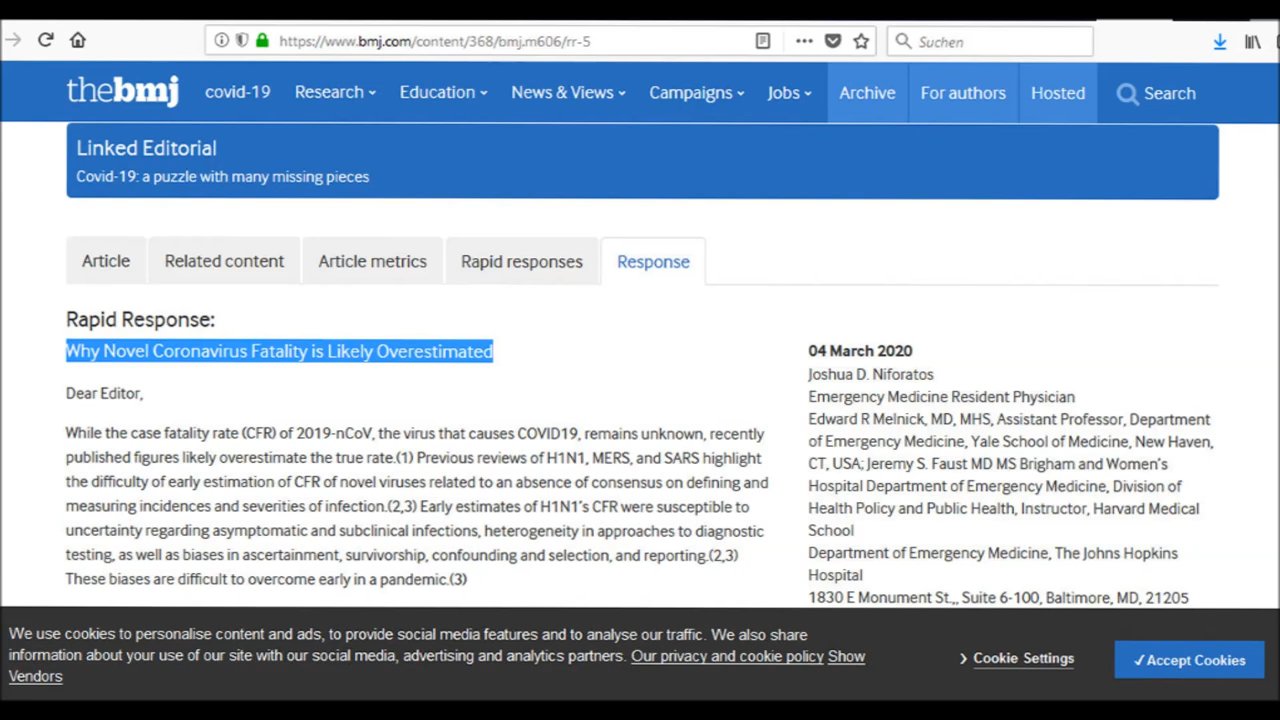 https://www.bmj.com/content/368/bmj.m606/rr-5
Suchen
thebmj
covid-19
Research
Education
News & Views
Campaigns
Jobs
Archive
For authors
Hosted
Search
Linked Editorial
Covid-19: a puzzle with many missing pieces
Article
Related content
Article metrics
Rapid responses
Response
Rapid Response:
Why Novel Coronavirus Fatality is Likely Overestimated
Dear Editor,
While the case fatality rate (CFR) of 2019-nCoV, the virus that causes COVID19, remains unknown, recently
published figures likely overestimate the true rate.(1) Previous reviews of H1N1, MERS, and SARS highlight
the difficulty of early estimation of CFR of novel viruses related to an absence of consensus on defining and
measuring incidences and severities of infection.(2,3) Early estimates of H1N1's CFR were susceptible to
uncertainty regarding asymptomatic and subclinical infections, heterogeneity in approaches to diagnostic
testing, as well as biases in ascertainment, survivorship, confounding and selection, and reporting.(2,3)
These biases are difficult to overcome early in a pandemic.(3)
04 March 2020
Joshua D. Niforatos
Emergency Medicine Resident Physician
Edward R Melnick, MD, MHS, Assistant Professor, Department
of Emergency Medicine, Yale School of Medicine, New Haven,
CT, USA; Jeremy S. Faust MD MS Brigham and Women's
Hospital Department of Emergency Medicine, Division of
Health Policy and Public Health, Instructor, Harvard Medical
School
Department of Emergency Medicine, The Johns Hopkins
Hospital
1830 E Monument St.,, Suite 6-100, Baltimore, MD, 21205
We use cookies to personalise content and ads, to provide social media features and to analyse our traffic. We also share
information about your use of our site with our social media, advertising and analytics partners. Our privacy and cookie policy Show
Vendors
Cookie Settings
✓Accept Cookies